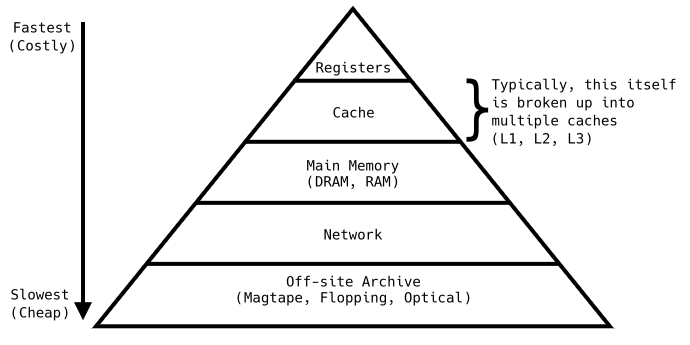 Fastest
(Costly)
Registers
Typically, this itself
is broken up into
multiple caches
(L1, L2, L3)
Cache
Main Memory
(DRAM, RAM)
Network
Off-site Archive
(Magtape, Flopping, Optical)
Slowest
(Cheap)